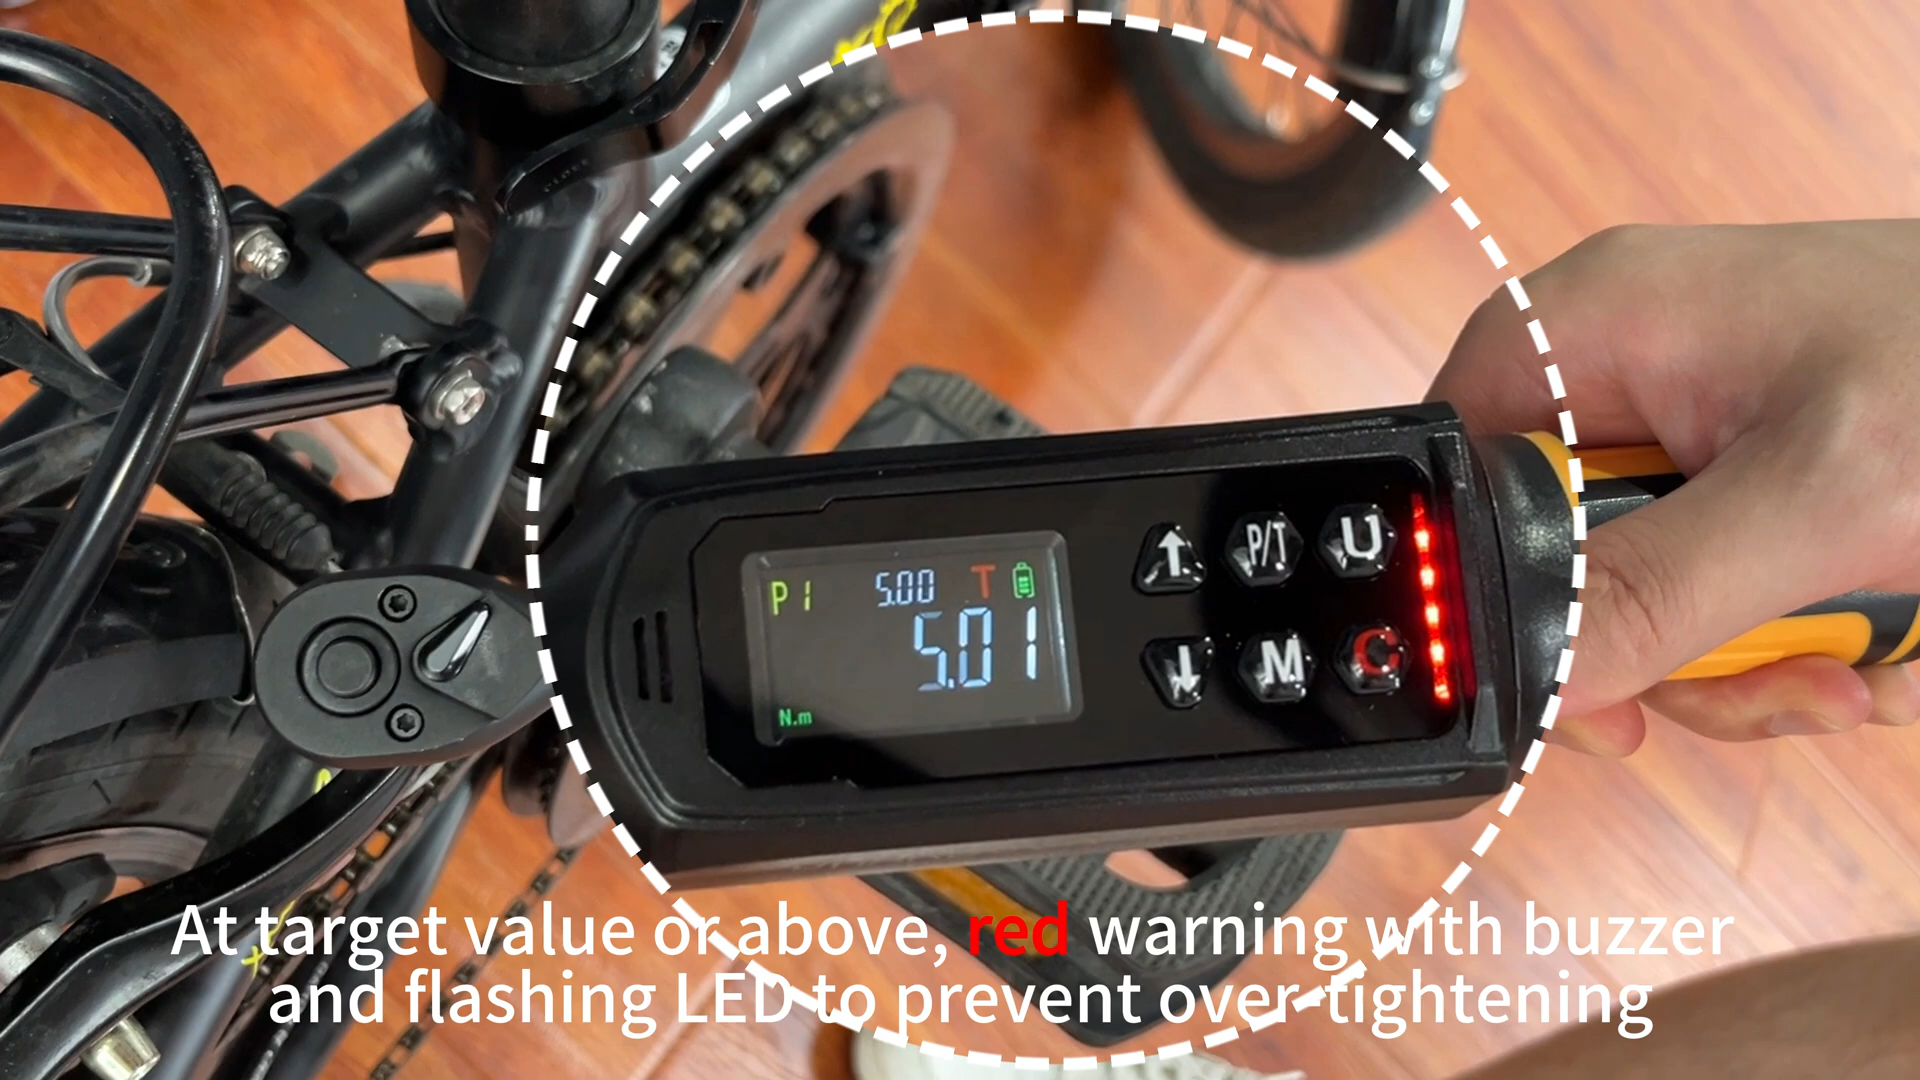 P1 5.00 T
5.01
N.m
P/T U
M C
At target value or above, red warning with buzzer
and flashing LED to prevent over-tightening